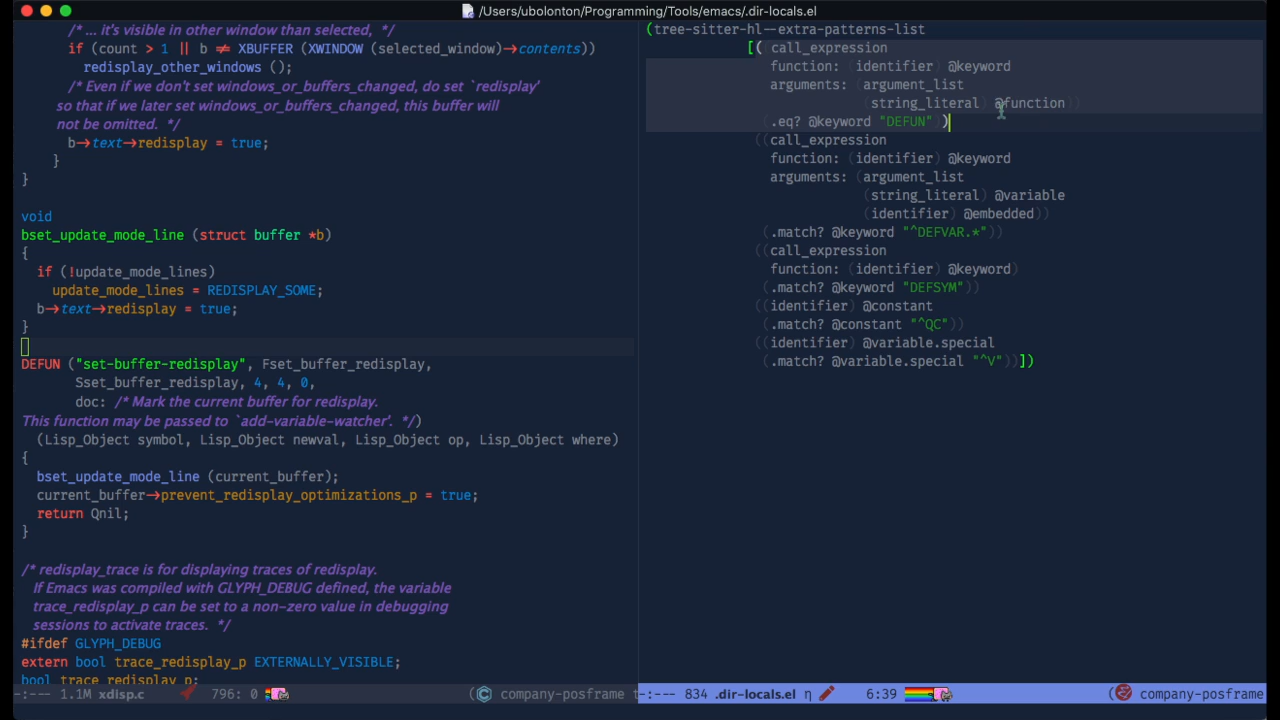 /Users/ubolonton/Programming/Tools/emacs/.dir-locals.el
/* … it's visible in other window than selected, */
if (count > 1 || b ≠ XBUFFER (XWINDOW (selected_window)→contents))
redisplay_other_windows ();
/* Even if we don't set windows_or_buffers_changed, do set `redisplay'
so that if we later set windows_or_buffers_changed, this buffer will
not be omitted. */
b→text→redisplay = true;
}
}
void
bset_update_mode_line (struct buffer *b)
{
if (!update_mode_lines)
update_mode_lines = REDISPLAY_SOME;
b→text→redisplay = true;
}
DEFUN ("set-buffer-redisplay", Fset_buffer_redisplay,
Sset_buffer_redisplay, 4, 4, 0,
doc: /* Mark the current buffer for redisplay.
This function may be passed to `add-variable-watcher'. */)
(Lisp_Object symbol, Lisp_Object newval, Lisp_Object op, Lisp_Object where)
{
bset_update_mode_line (current_buffer);
current_buffer→prevent_redisplay_optimizations_p = true;
return Qnil;
}
/* redisplay_trace is for displaying traces of redisplay.
If Emacs was compiled with GLYPH_DEBUG defined, the variable
trace_redisplay_p can be set to a non-zero value in debugging
sessions to activate traces. */
#ifdef GLYPH_DEBUG
extern bool trace_redisplay_p EXTERNALLY_VISIBLE;
bool trace_redisplay_p;
-:--- 1.1M xdisp.c 796: 0 (C company-posframe t
(tree-sitter-hl--extra-patterns-list
[( call_expression
function: (identifier) @keyword
arguments: (argument_list
(string_literal) @function))
(.eq? @keyword "DEFUN" )
((call_expression
function: (identifier) @keyword
arguments: (argument_list
(string_literal) @variable
(identifier) @embedded))
(.match? @keyword "^DEFVAR.*"))
((call_expression
function: (identifier) @keyword)
(.match? @keyword "DEFSYM"))
((identifier) @constant
(.match? @constant "^QC"))
((identifier) @variable.special
(.match? @variable.special "^V"))])
-:--- 834 .dir-locals.el η 6:39 ( company-posframe